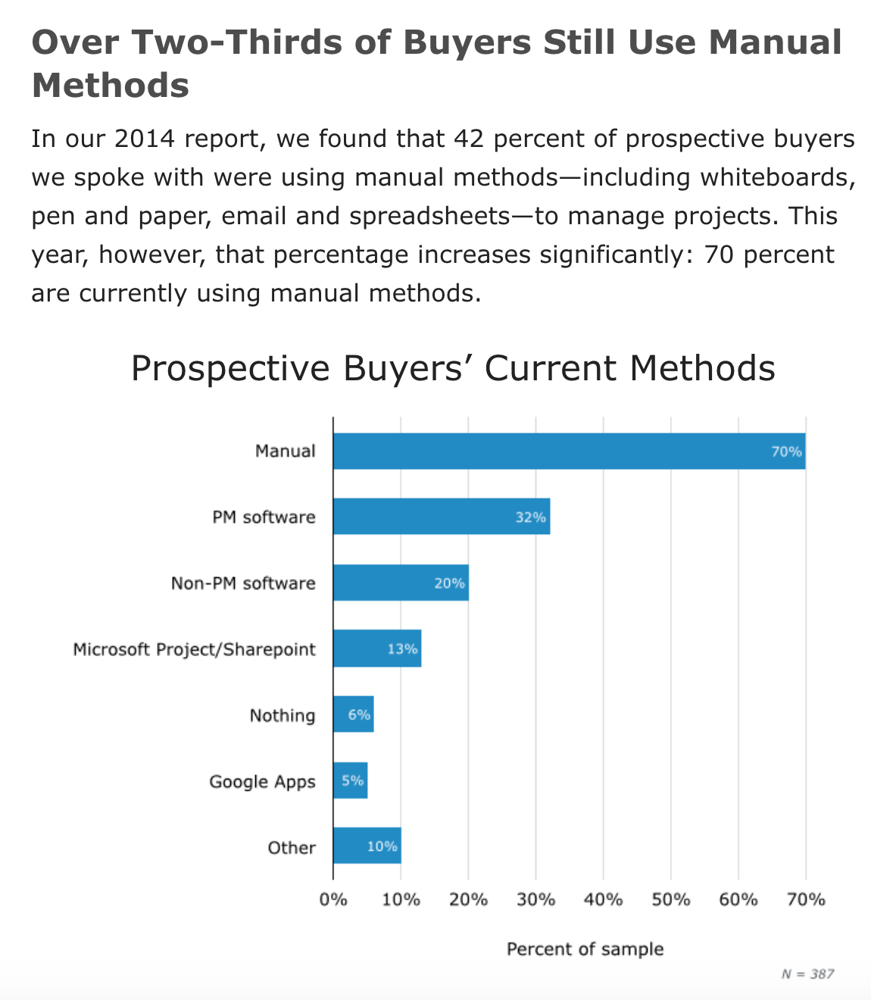 Over Two-Thirds of Buyers Still Use Manual
Methods
In our 2014 report, we found that 42 percent of prospective buyers
we spoke with were using manual methods—including whiteboards,
pen and paper, email and spreadsheets—to manage projects. This
year, however, that percentage increases significantly: 70 percent
are currently using manual methods.
Prospective Buyers’ Current Methods
Manual 70%
PM software 32%
Non-PM software 20%
Microsoft Project/Sharepoint 13%
Nothing 6%
Google Apps 5%
Other 10%
0% 10% 20% 30% 40% 50% 60% 70%
Percent of sample
N = 387